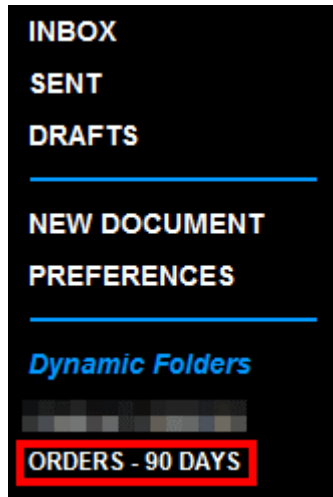 INBOX
SENT
DRAFTS
NEW DOCUMENT
PREFERENCES
Dynamic Folders
ORDERS - 90 DAYS